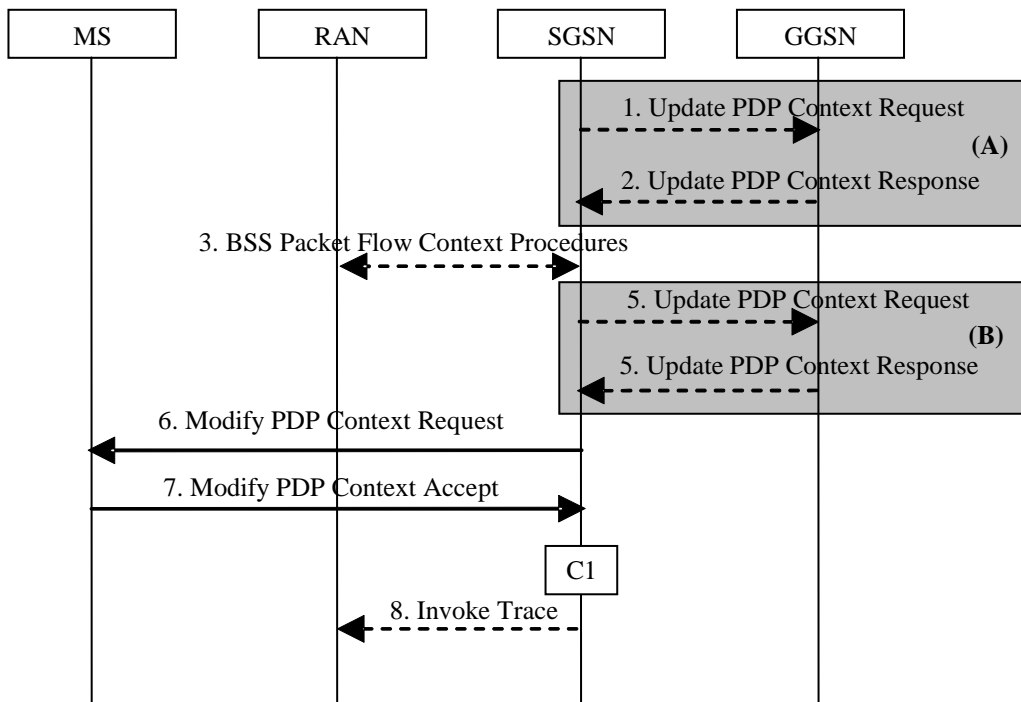 MS
RAN
SGSN
GGSN
1. Update PDP Context Request
(A)
2. Update PDP Context Response
3. BSS Packet Flow Context Procedures
5. Update PDP Context Request
(B)
5. Update PDP Context Response
6. Modify PDP Context Request
7. Modify PDP Context Accept
C1
8. Invoke Trace